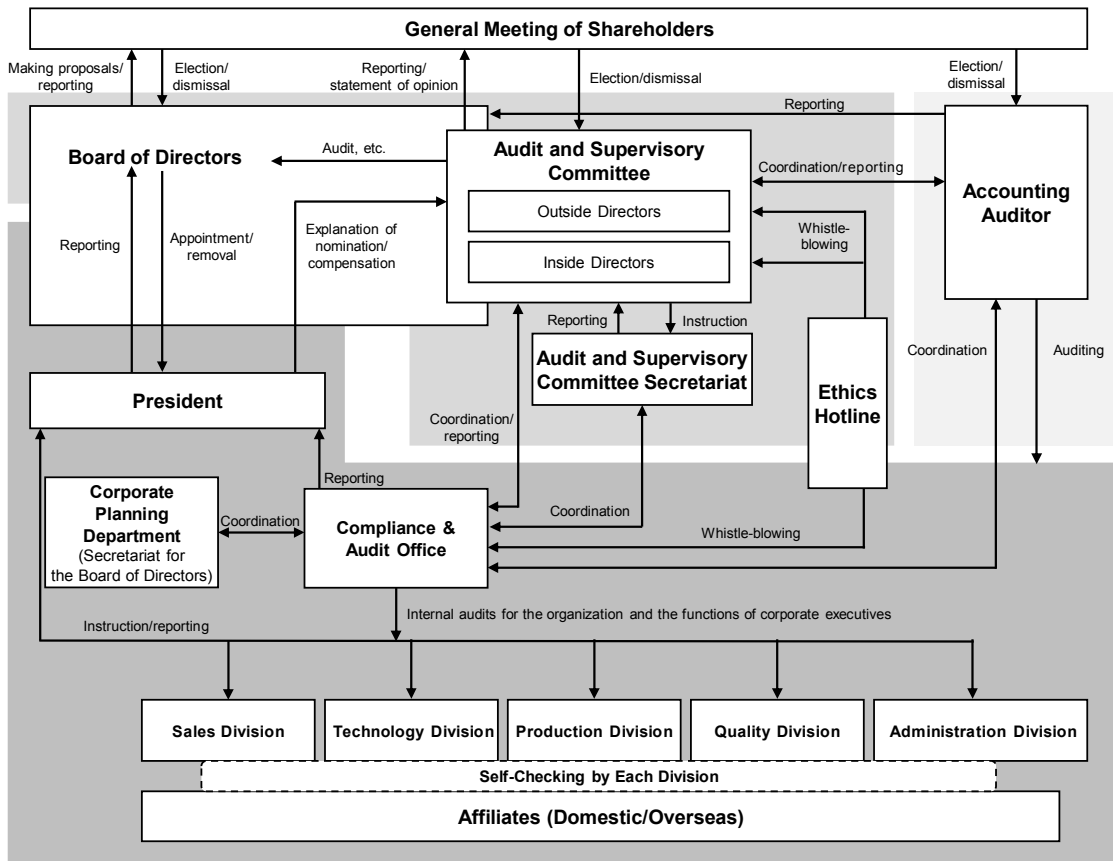 General Meeting of Shareholders
Making proposals/
reporting
Election/
dismissal
Reporting/
statement of opinion
Election/dismissal
Election/
dismissal
Reporting
Board of Directors
Audit, etc.
Audit and Supervisory
Committee
Outside Directors
Inside Directors
Coordination/reporting
Accounting
Auditor
Reporting
Appointment/
removal
Explanation of
nomination/
compensation
Whistle-
blowing
Reporting
Instruction
Audit and Supervisory
Committee Secretariat
Ethics
Hotline
Coordination
Auditing
President
Coordination/
reporting
Reporting
Corporate
Planning
Department
(Secretariat for
the Board of Directors)
Coordination
Compliance &
Audit Office
Coordination
Whistle-blowing
Internal audits for the organization and the functions of corporate executives
Instruction/reporting
Sales Division
Technology Division
Production Division
Quality Division
Administration Division
Self-Checking by Each Division
Affiliates (Domestic/Overseas)